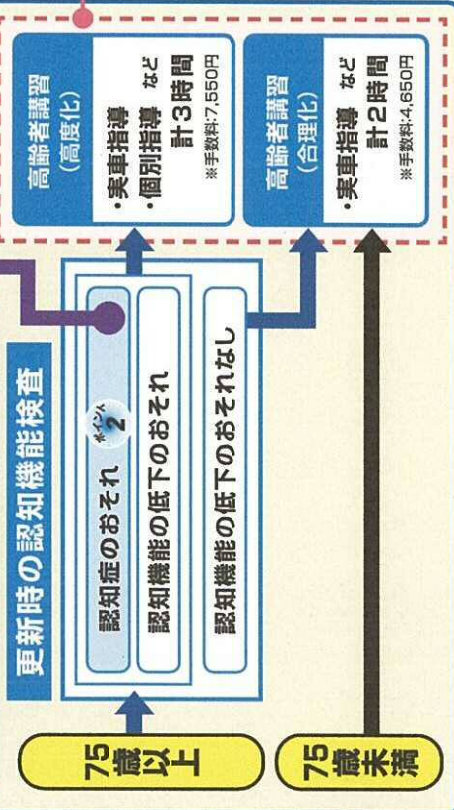 更新時の認知機能検査
75歳以上
認知症のおそれ
ポイント2
認知機能の低下のおそれ
認知機能の低下のおそれなし
75歳未満
高齢者講習
(高度化)
・実車指導
・個別指導 など
計3時間
※手数料:7,550円
高齢者講習
(合理化)
・実車指導 など
計2時間
※手数料:4,650円